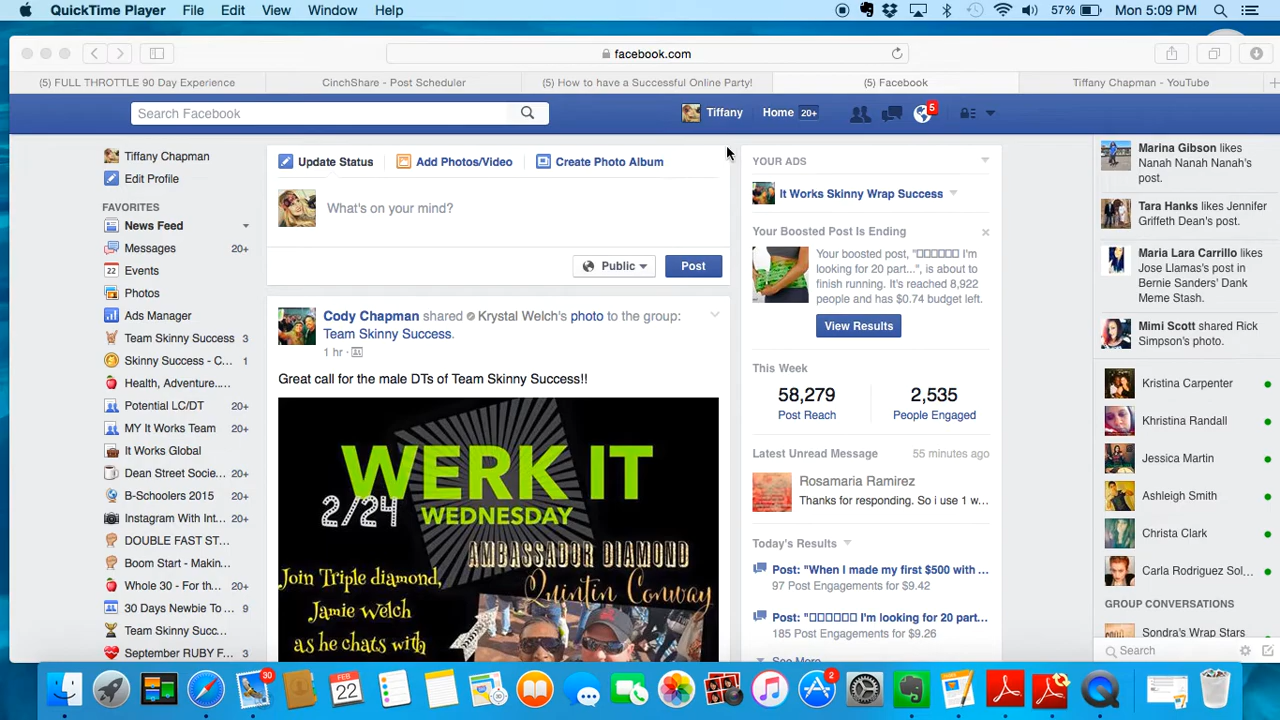 QuickTime Player File Edit View Window Help 57% Mon 5:09 PM
facebook.com
(5) FULL THROTTLE 90 Day Experience CinchShare - Post Scheduler (5) How to have a Successful Online Party! (5) Facebook Tiffany Chapman - YouTube
Search Facebook Tiffany Home 20+ 5
Tiffany Chapman
Edit Profile
FAVORITES
News Feed
Messages 20+
22 Events
Photos
Ads Manager
Team Skinny Success 3
Skinny Success - C... 1
Health, Adventure....
Potential LC/DT 20+
MY It Works Team 20+
It Works Global
Dean Street Socie... 20+
B-Schoolers 2015 20+
Instagram With Int... 20+
DOUBLE FAST ST...
Boom Start - Makin...
Whole 30 - For th... 20+
30 Days Newbie To ... 9
Team Skinny Succ...
September RUBY F...
Update Status Add Photos/Video Create Photo Album
What's on your mind?
Public Post
Cody Chapman shared Krystal Welch's photo to the group:
Team Skinny Success.
1 hr
Great call for the male DTs of Team Skinny Success!!
WERK IT
2/24 WEDNESDAY
AMBASSADOR DIAMOND
Quintin Conway
Join Triple diamond,
Jamie Welch
as he chats with
YOUR ADS
It Works Skinny Wrap Success
Your Boosted Post Is Ending
Your boosted post, "▯▯▯▯▯▯ I'm
looking for 20 part...", is about to
finish running. It's reached 8,922
people and has $0.74 budget left.
View Results
This Week
58,279 2,535
Post Reach People Engaged
Latest Unread Message 55 minutes ago
Rosamaria Ramirez
Thanks for responding. So i use 1 w...
Today's Results
Post: "When I made my first $500 with ...
97 Post Engagements for $9.42
Post: "▯▯▯▯▯▯ I'm looking for 20 part...
185 Post Engagements for $9.26
See More
Marina Gibson likes
Nanah Nanah Nanah's
post.
Tara Hanks likes Jennifer
Griffeth Dean's post.
Maria Lara Carrillo likes
Jose Llamas's post in
Bernie Sanders' Dank
Meme Stash.
Mimi Scott shared Rick
Simpson's photo.
Kristina Carpenter
Khristina Randall
Jessica Martin
Ashleigh Smith
Christa Clark
Carla Rodriguez Sol...
GROUP CONVERSATIONS
Sondra's Wrap Stars
Search
30 FEB 22 2